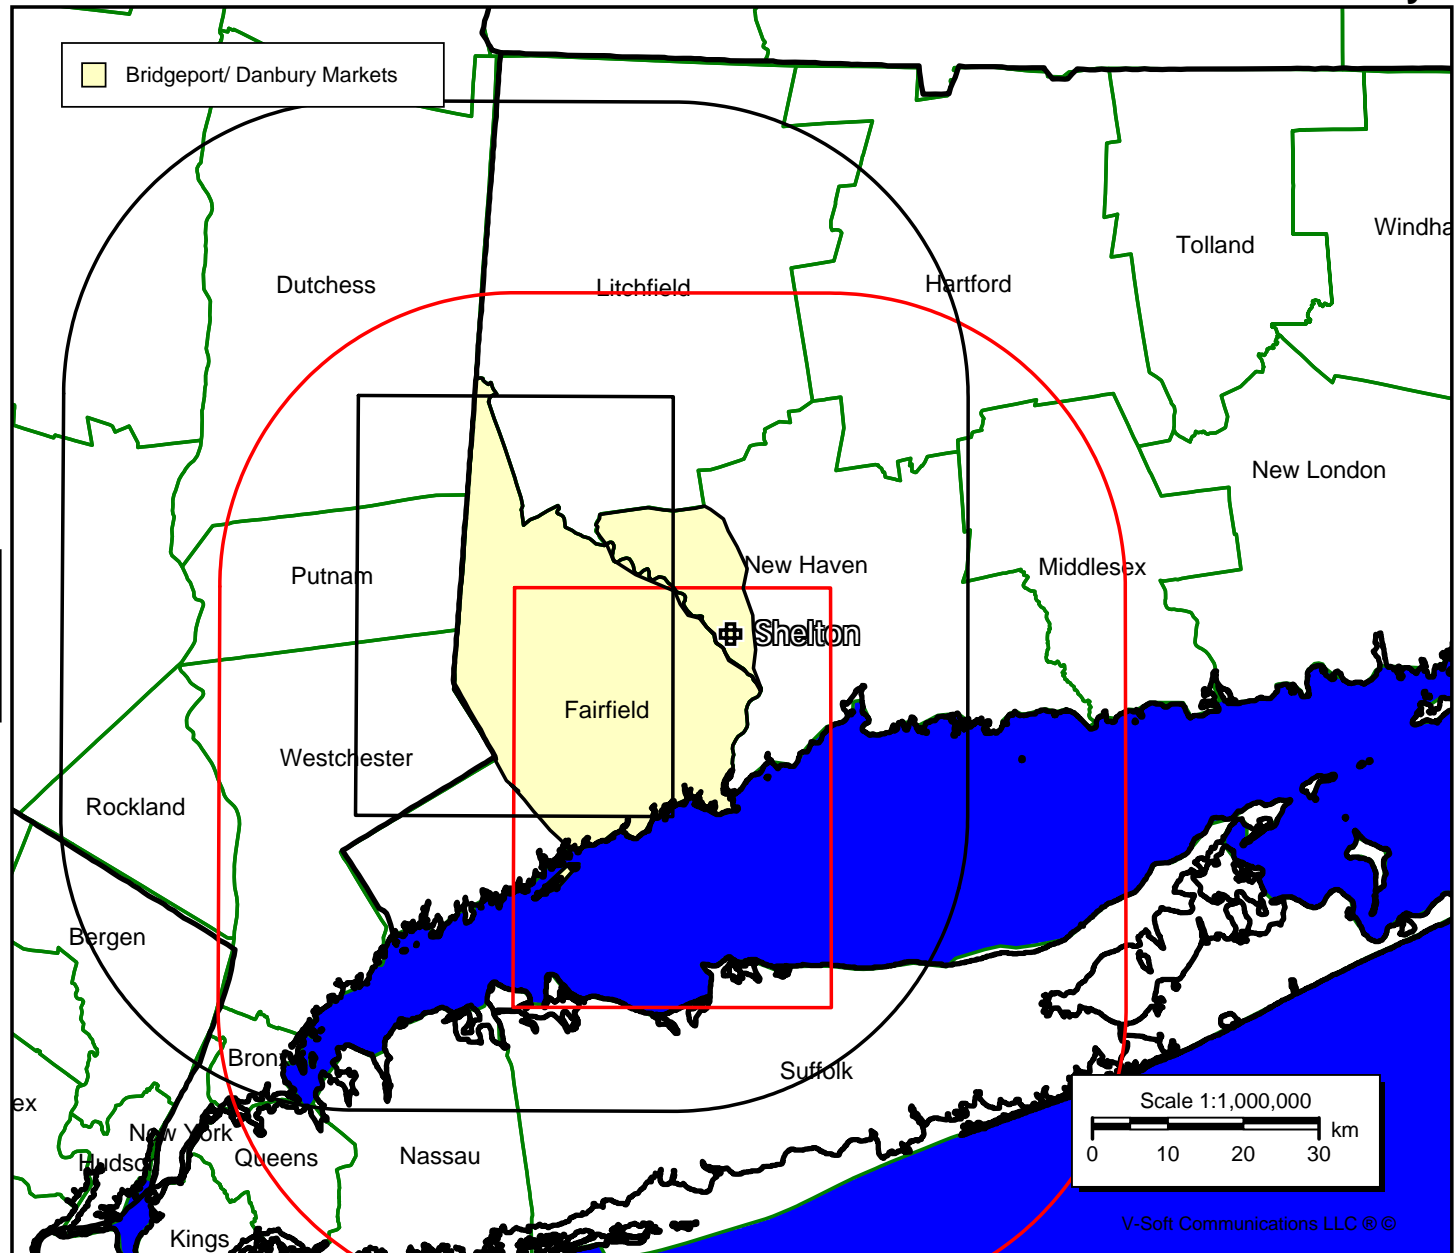 Bridgeport/ Danbury Markets
Windha
Tolland
Dutchess
Litchfield
Hartford
New London
New Haven
Middlesex
Putnam
Shelton
Fairfield
Westchester
Rockland
Bergen
Bronx
Suffolk
ex
New York
Hudson
Queens
Nassau
Kings
Scale 1:1,000,000
km
0 10 20 30
V-Soft Communications LLC ® ©